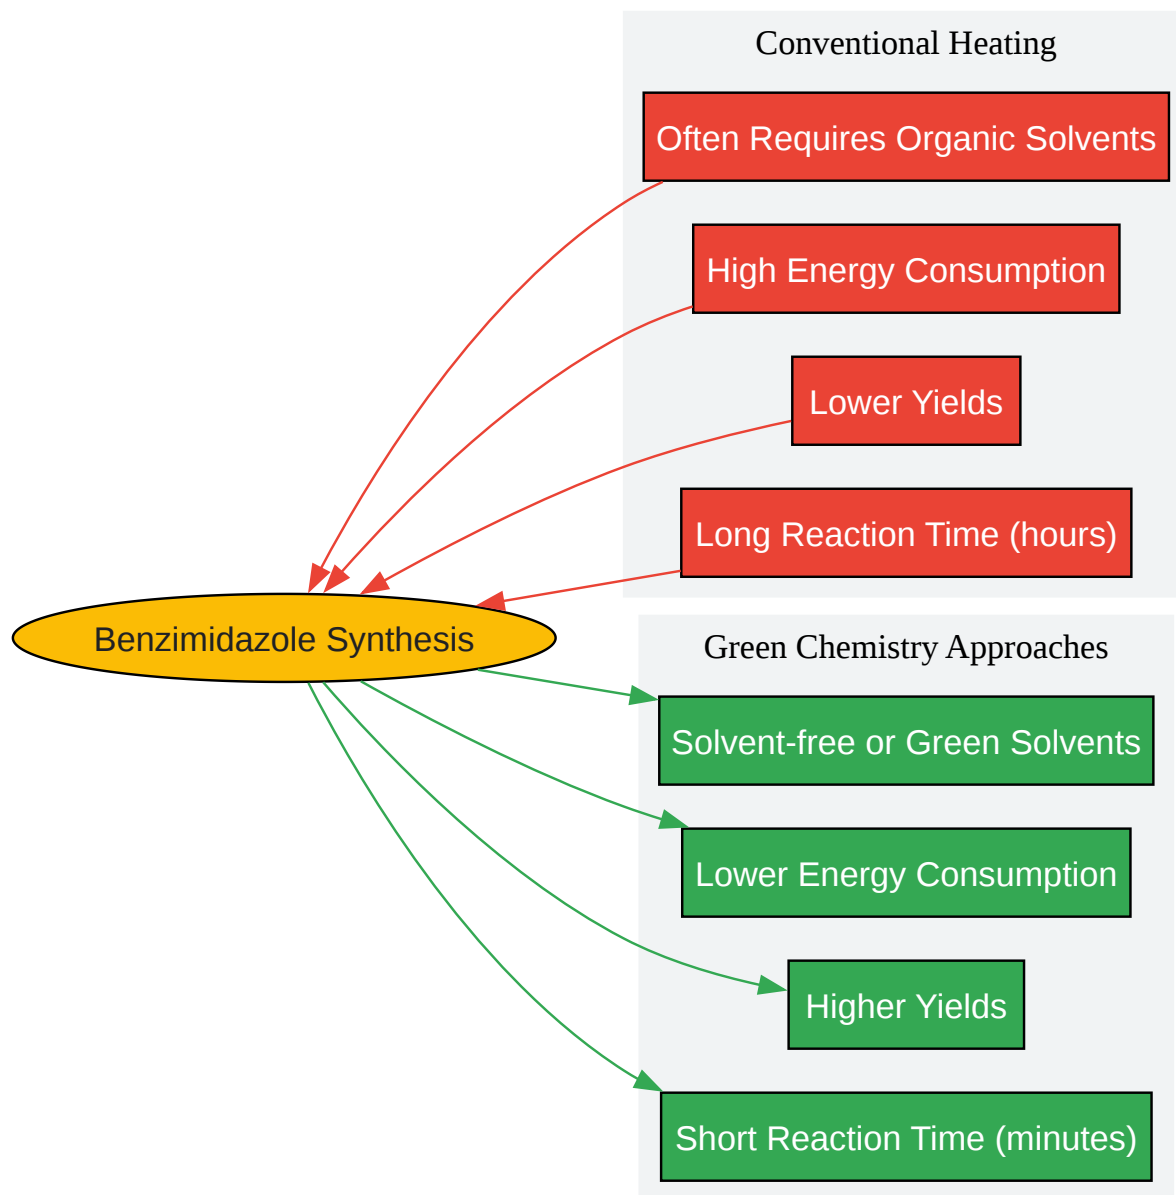 Conventional Heating
Often Requires Organic Solvents
High Energy Consumption
Lower Yields
Long Reaction Time (hours)
Benzimidazole Synthesis
Green Chemistry Approaches
Solvent-free or Green Solvents
Lower Energy Consumption
Higher Yields
Short Reaction Time (minutes)